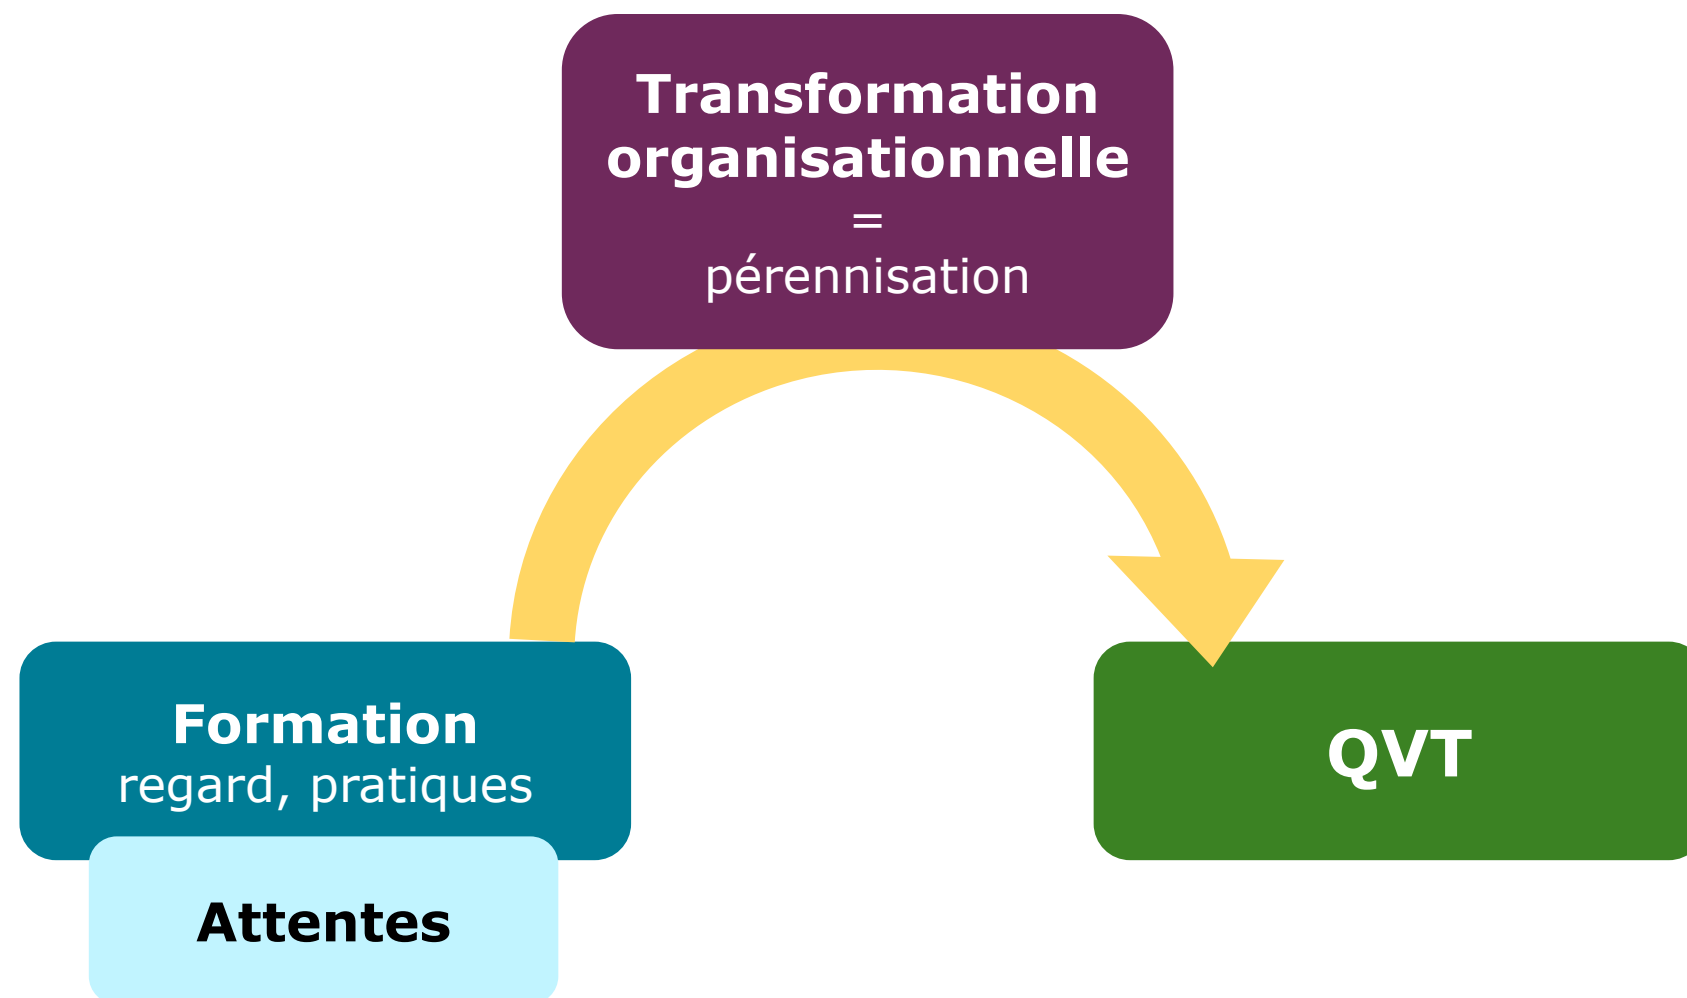 Transformation
organisationnelle
=
pérennisation
Formation
regard, pratiques
QVT
Attentes